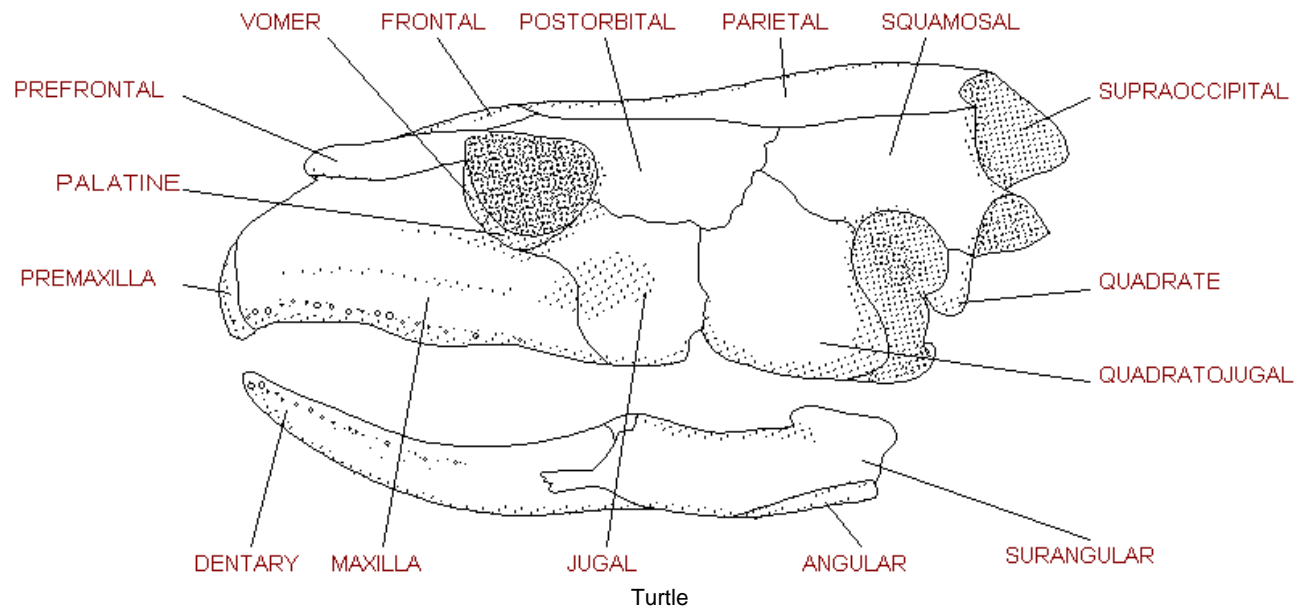 VOMER FRONTAL POSTORBITAL PARIETAL SQUAMOSAL
PREFRONTAL
SUPRAOCCIPITAL
PALATINE
PREMAXILLA
QUADRATE
QUADRATOJUGAL
DENTARY MAXILLA JUGAL ANGULAR SURANGULAR
Turtle